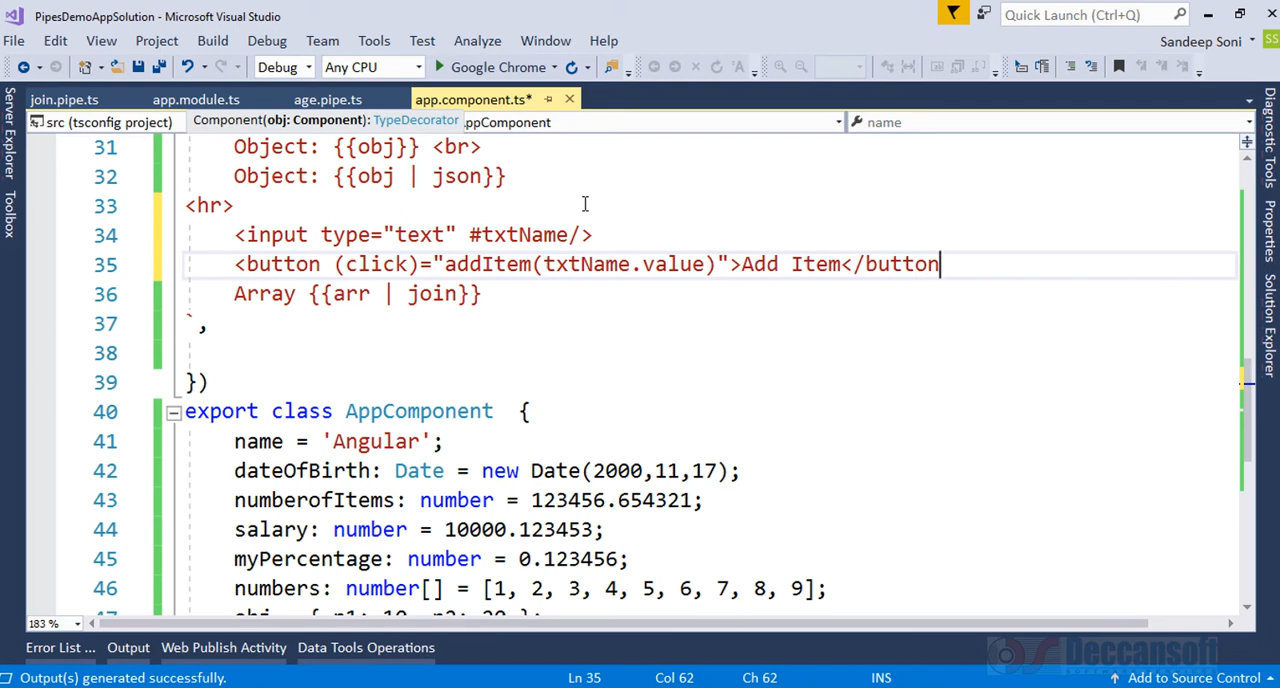 PipesDemoAppSolution - Microsoft Visual Studio
Quick Launch (Ctrl+Q)
File Edit View Project Build Debug Team Tools Test Analyze Window Help
Sandeep Soni SS
Debug Any CPU Google Chrome
join.pipe.ts app.module.ts age.pipe.ts app.component.ts*
src (tsconfig project) Component(obj: Component): TypeDecorator ppComponent name
Server Explorer
Toolbox
Diagnostic Tools
Properties
Solution Explorer
31 Object: {{obj}} <br>
32 Object: {{obj | json}}
33 <hr>
34 <input type="text" #txtName/>
35 <button (click)="addItem(txtName.value)">Add Item</button
36 Array {{arr | join}}
37 `,
38
39 })
40 export class AppComponent {
41 name = 'Angular';
42 dateOfBirth: Date = new Date(2000,11,17);
43 numberofItems: number = 123456.654321;
44 salary: number = 10000.123453;
45 myPercentage: number = 0.123456;
46 numbers: number[] = [1, 2, 3, 4, 5, 6, 7, 8, 9];
183 %
Error List ... Output Web Publish Activity Data Tools Operations
Deccansoft
Output(s) generated successfully. Ln 35 Col 62 Ch 62 INS Add to Source Control